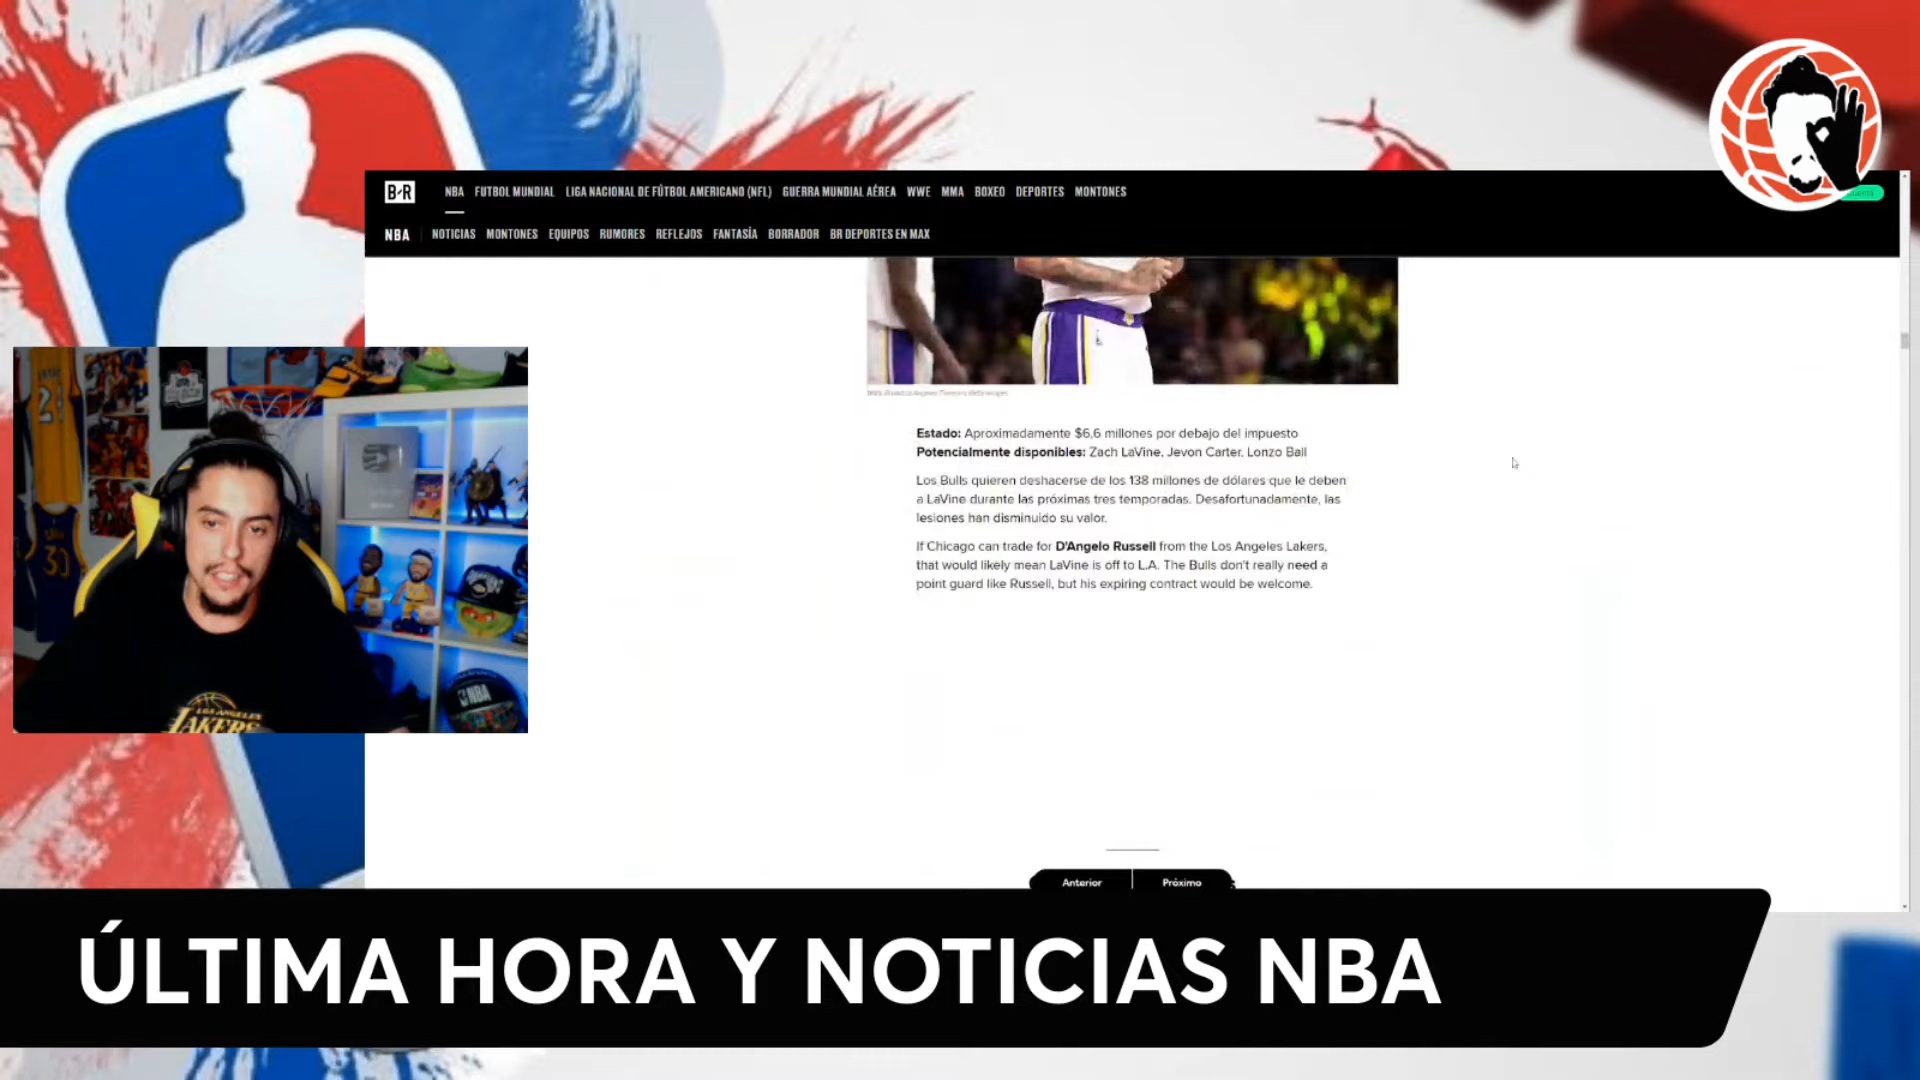 B/R
NBA FUTBOL MUNDIAL LIGA NACIONAL DE FÚTBOL AMERICANO (NFL) GUERRA MUNDIAL AÉREA WWE MMA BOXEO DEPORTES MONTONES
NBA NOTICIAS MONTONES EQUIPOS RUMORES REFLEJOS FANTASÍA BORRADOR BR DEPORTES EN MAX
Estado: Aproximadamente $6,6 millones por debajo del impuesto
Potencialmente disponibles: Zach LaVine, Jevon Carter, Lonzo Ball
Los Bulls quieren deshacerse de los 138 millones de dólares que le deben
a LaVine durante las próximas tres temporadas. Desafortunadamente, las
lesiones han disminuido su valor.
If Chicago can trade for D'Angelo Russell from the Los Angeles Lakers,
that would likely mean LaVine is off to L.A. The Bulls don't really need a
point guard like Russell, but his expiring contract would be welcome.
30
LOS ANGELES
LAKERS
NBA
Anterior Próximo
ÚLTIMA HORA Y NOTICIAS NBA